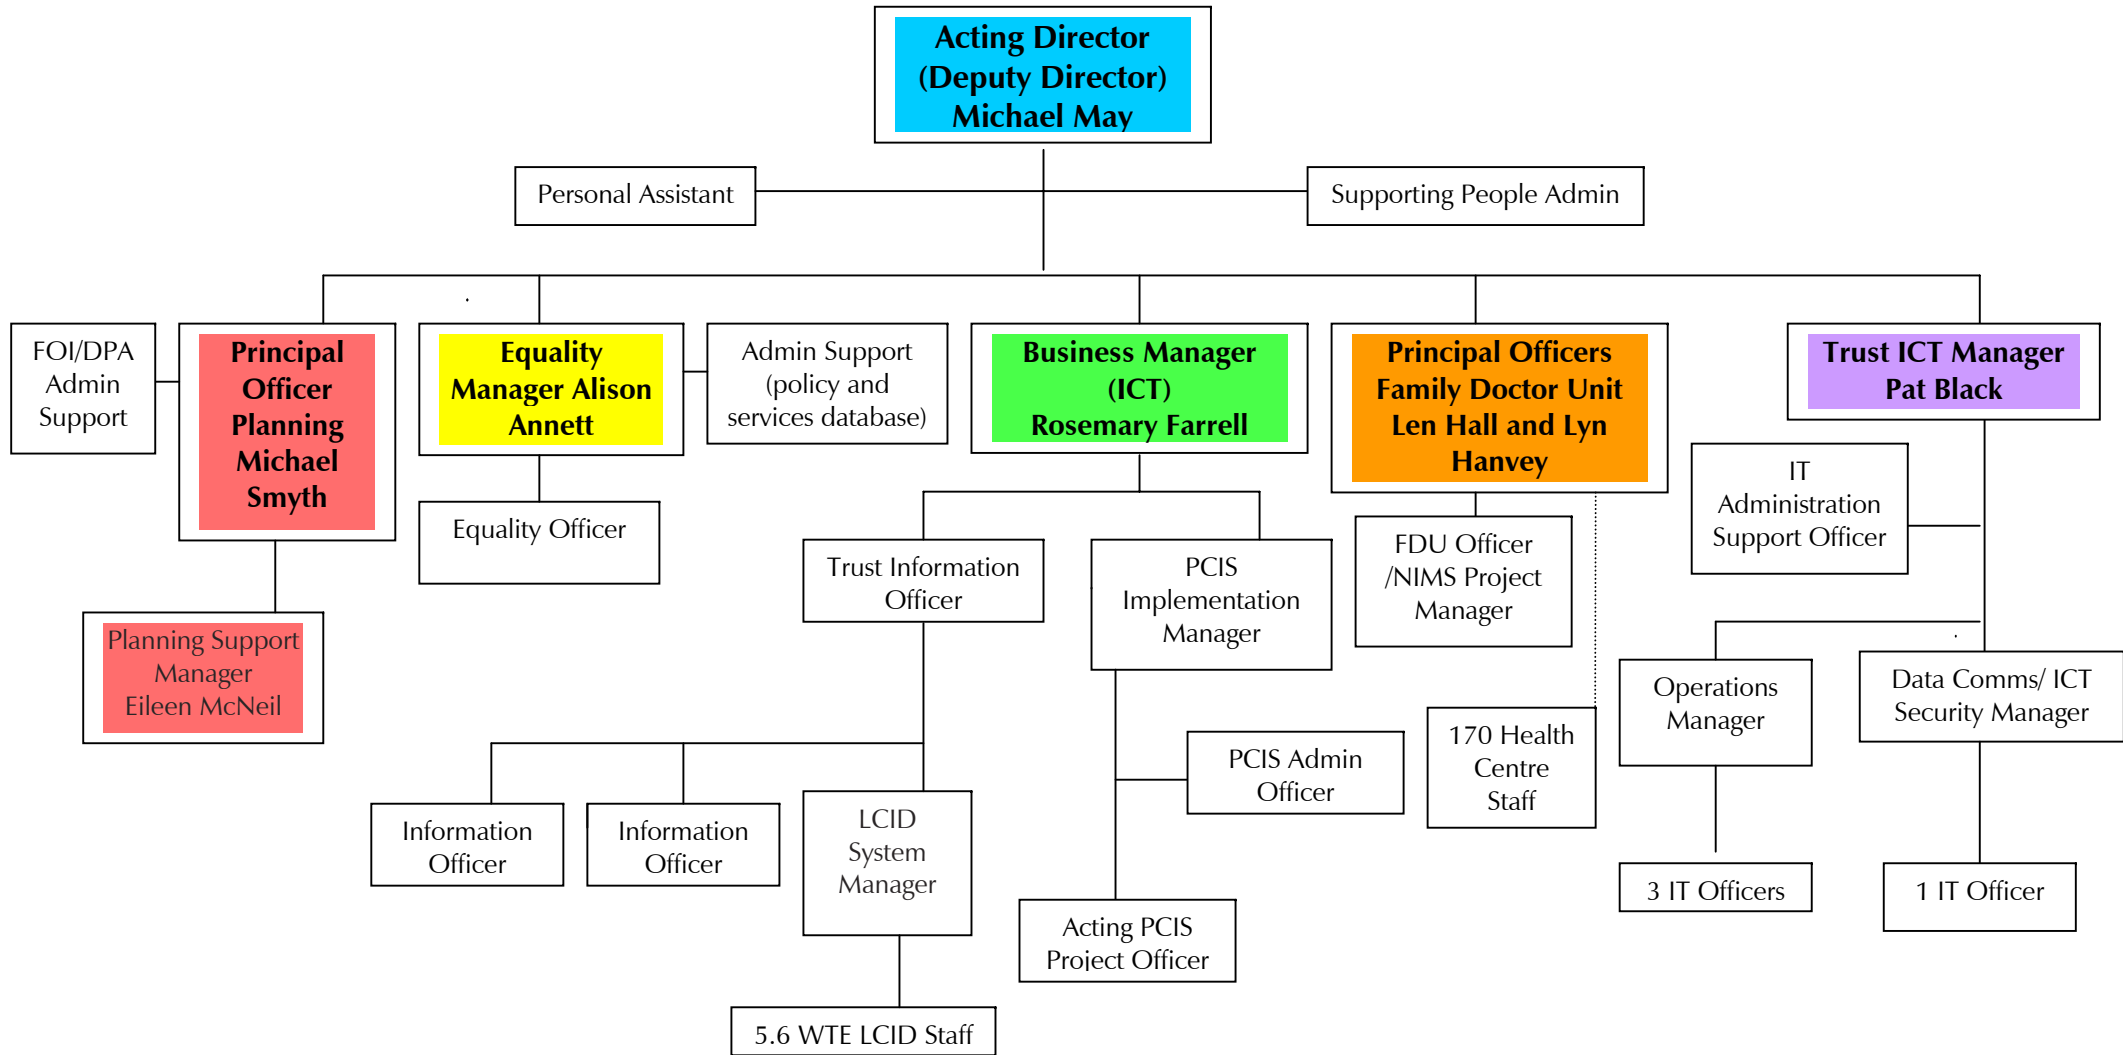 Acting Director
(Deputy Director)
Michael May
Personal Assistant
Supporting People Admin
FOI/DPA
Admin
Support
Principal
Officer
Planning
Michael
Smyth
Equality
Manager Alison
Annett
Admin Support
(policy and
services database)
Business Manager
(ICT)
Rosemary Farrell
Principal Officers
Family Doctor Unit
Len Hall and Lyn
Hanvey
Trust ICT Manager
Pat Black
IT
Administration
Support Officer
Equality Officer
Trust Information
Officer
PCIS
Implementation
Manager
FDU Officer
/NIMS Project
Manager
Planning Support
Manager
Eileen McNeil
Operations
Manager
Data Comms/ ICT
Security Manager
170 Health
Centre
Staff
PCIS Admin
Officer
Information
Officer
Information
Officer
LCID
System
Manager
3 IT Officers
1 IT Officer
Acting PCIS
Project Officer
5.6 WTE LCID Staff